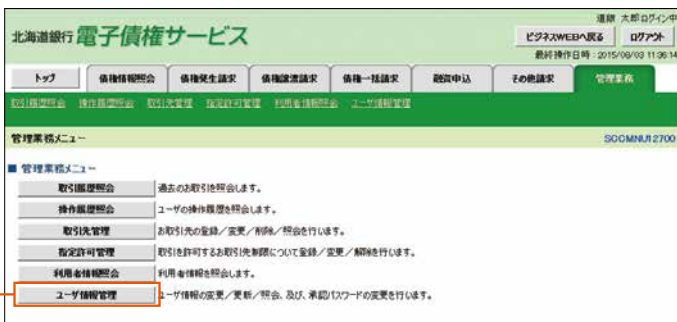 道銀 太郎ログイン中
北海道銀行 電子債権サービス
ビジネスWEBへ戻る ログアウト
最終操作日時：2015/06/03 11:36:14
トップ 債権情報照会 債権発生請求 債権譲渡請求 債権一括請求 融資申込 その他請求 管理業務
取引履歴照会 操作履歴照会 取引先管理 指定許可管理 利用者情報照会 ユーザ情報管理
管理業務メニュー SCCMNU12700
■ 管理業務メニュー
取引履歴照会 過去のお取引を照会します。
操作履歴照会 ユーザの操作履歴を照会します。
取引先管理 お取引先の登録／変更／削除／照会を行います。
指定許可管理 取引を許可するお取引先制限について登録／変更／解除を行います。
利用者情報照会 利用者情報を照会します。
ユーザ情報管理 ユーザ情報の変更／更新／照会、及び、承認パスワードの変更を行います。